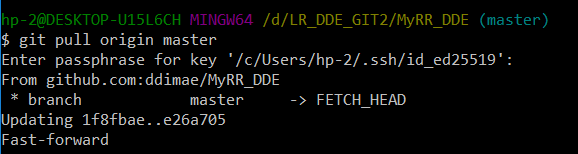 hp-2@DESKTOP-U15L6CH MINGW64 /d/LR_DDE_GIT2/MyRR_DDE (master)
$ git pull origin master
Enter passphrase for key '/c/Users/hp-2/.ssh/id_ed25519':
From github.com:ddimae/MyRR_DDE
 * branch            master     -> FETCH_HEAD
Updating 1f8fbae..e26a705
Fast-forward